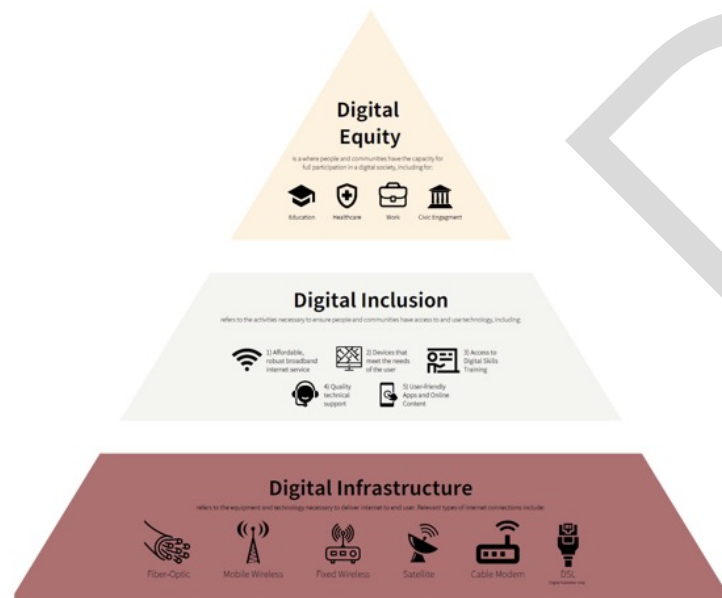 Digital
Equity
is a where people and communities have the capacity for
full participation in a digital society, including for:
Education Healthcare Work Civic Engagment
Digital Inclusion
refers to the activities necessary to ensure people and communities have access to and use technology, including:
1) Affordable,
robust broadband
internet service
2) Devices that
meet the needs
of the user
3) Access to
Digital Skills
Training
4) Quality
technical
support
5) User-friendly
Apps and Online
Content
Digital Infrastructure
refers to the equipment and technology necessary to deliver internet to end user. Relevant types of internet connections include:
Fiber-Optic Mobile Wireless Fixed Wireless Satellite Cable Modem DSL